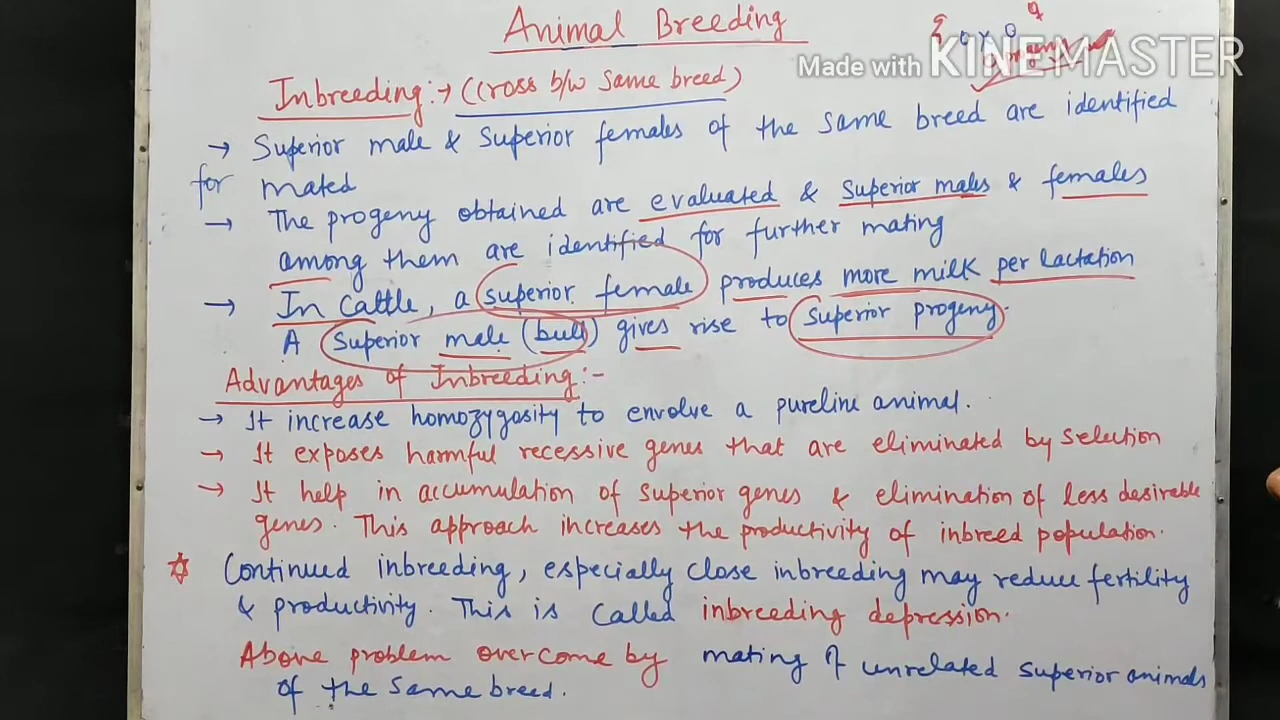 Animal Breeding
Made with KINEMASTER
Inbreeding :→ (Cross b/w same breed)
→ Superior male & superior females of the same breed are identified
for mated
→ The progeny obtained are evaluated & superior males & females
among them are identified for further mating
→ In Cattle, a superior female produces more milk per lactation
A superior male (bull) gives rise to superior progeny.
Advantages of Inbreeding :-
→ It increase homozygasity to envolve a pureline animal.
→ It exposes harmful recessive genes that are eliminated by selection
→ It help in accumulation of superior genes & elimination of less desirable
genes. This approach increases the productivity of inbreed population.
Continued inbreeding, especially close inbreeding may reduce fertility
& productivity. This is called inbreeding depression.
Above problem overcome by mating of unrelated superior animals
of the same breed.